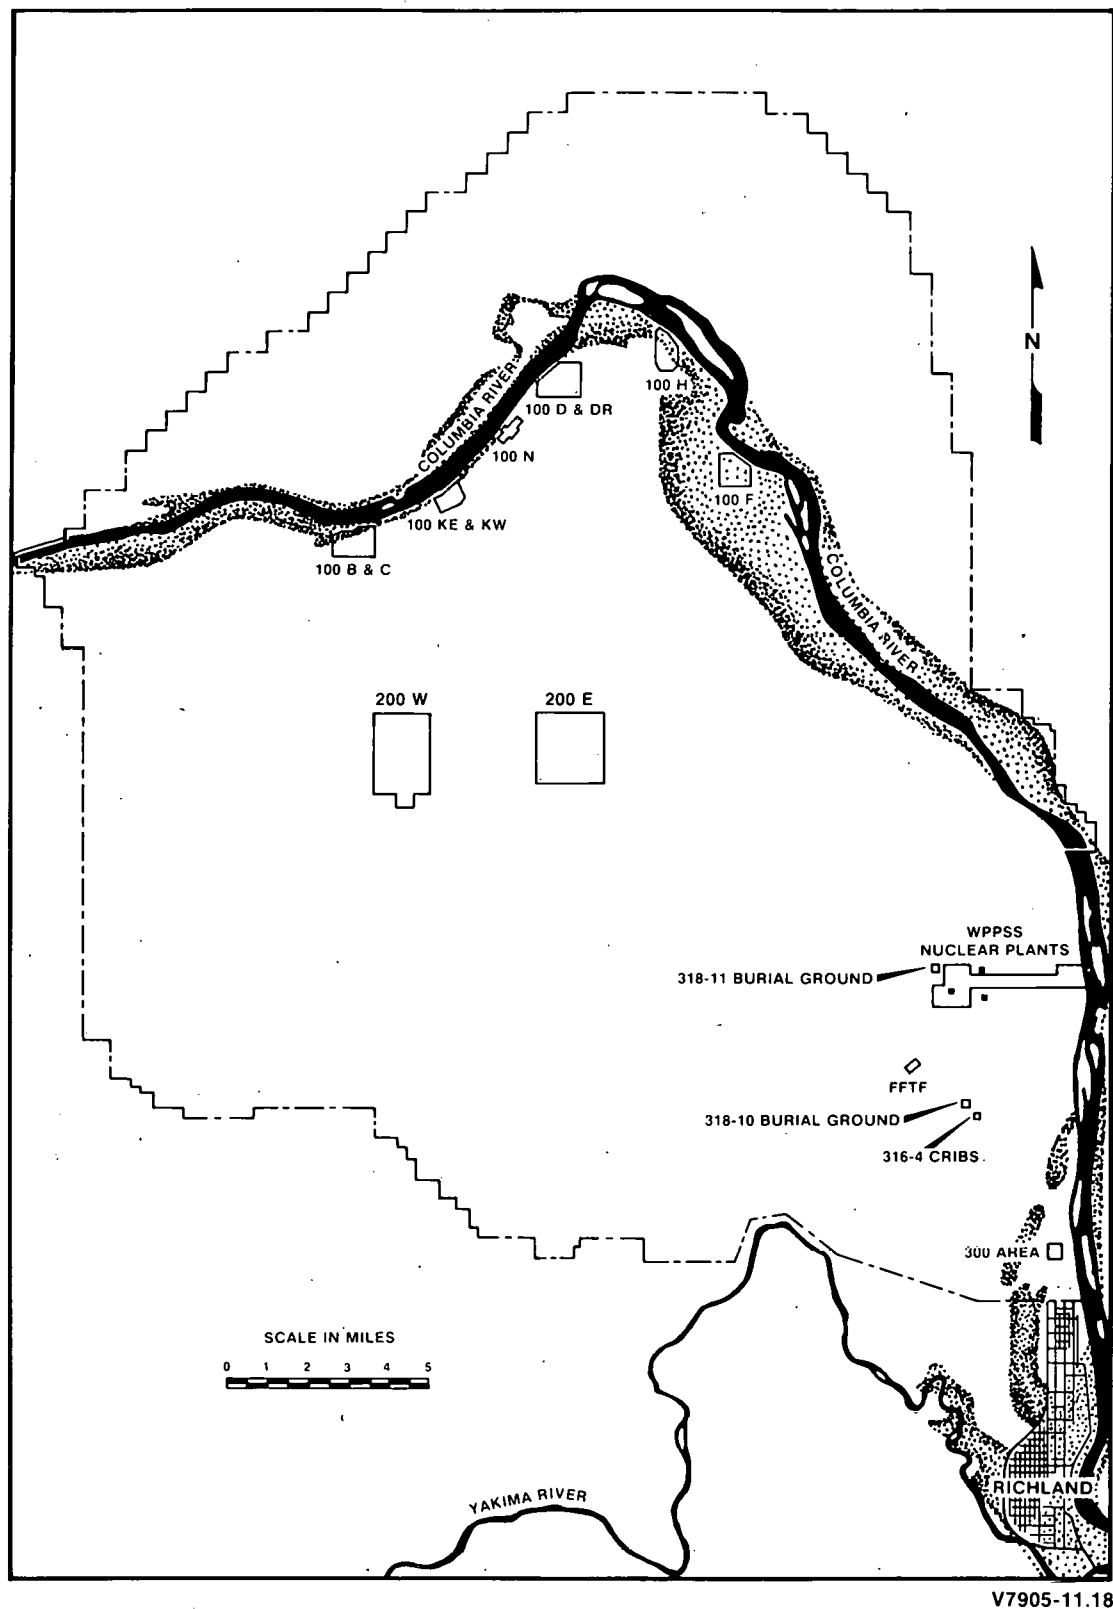 N
COLUMBIA RIVER
100 H
100 D & DR
100 N
100 F
100 KE & KW
100 B & C
COLUMBIA RIVER
200 W
200 E
WPPSS
NUCLEAR PLANTS
318-11 BURIAL GROUND
FFTF
318-10 BURIAL GROUND
316-4 CRIBS
300 AREA
SCALE IN MILES
0 1 2 3 4 5
RICHLAND
YAKIMA RIVER
V7905-11.18